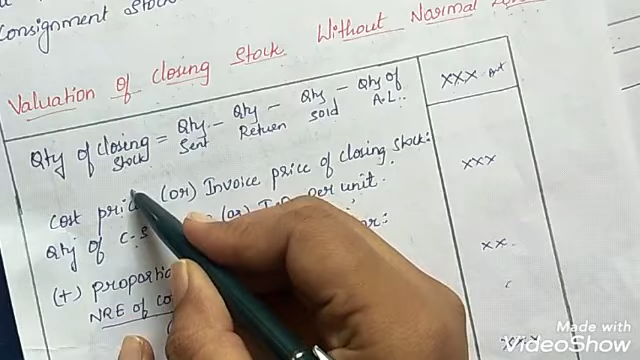 Consignment Stock
Valuation of closing Stock Without Normal
XXX
Qty of closing Stock = Qty Sent - Qty Return - Qty Sold - Qty of A.L.
Cost price (or) Invoice price of closing stock:
XXX
Qty of C.S (or) per unit.
(+) proportio
XX
NRE of co
Made with
VideoShow